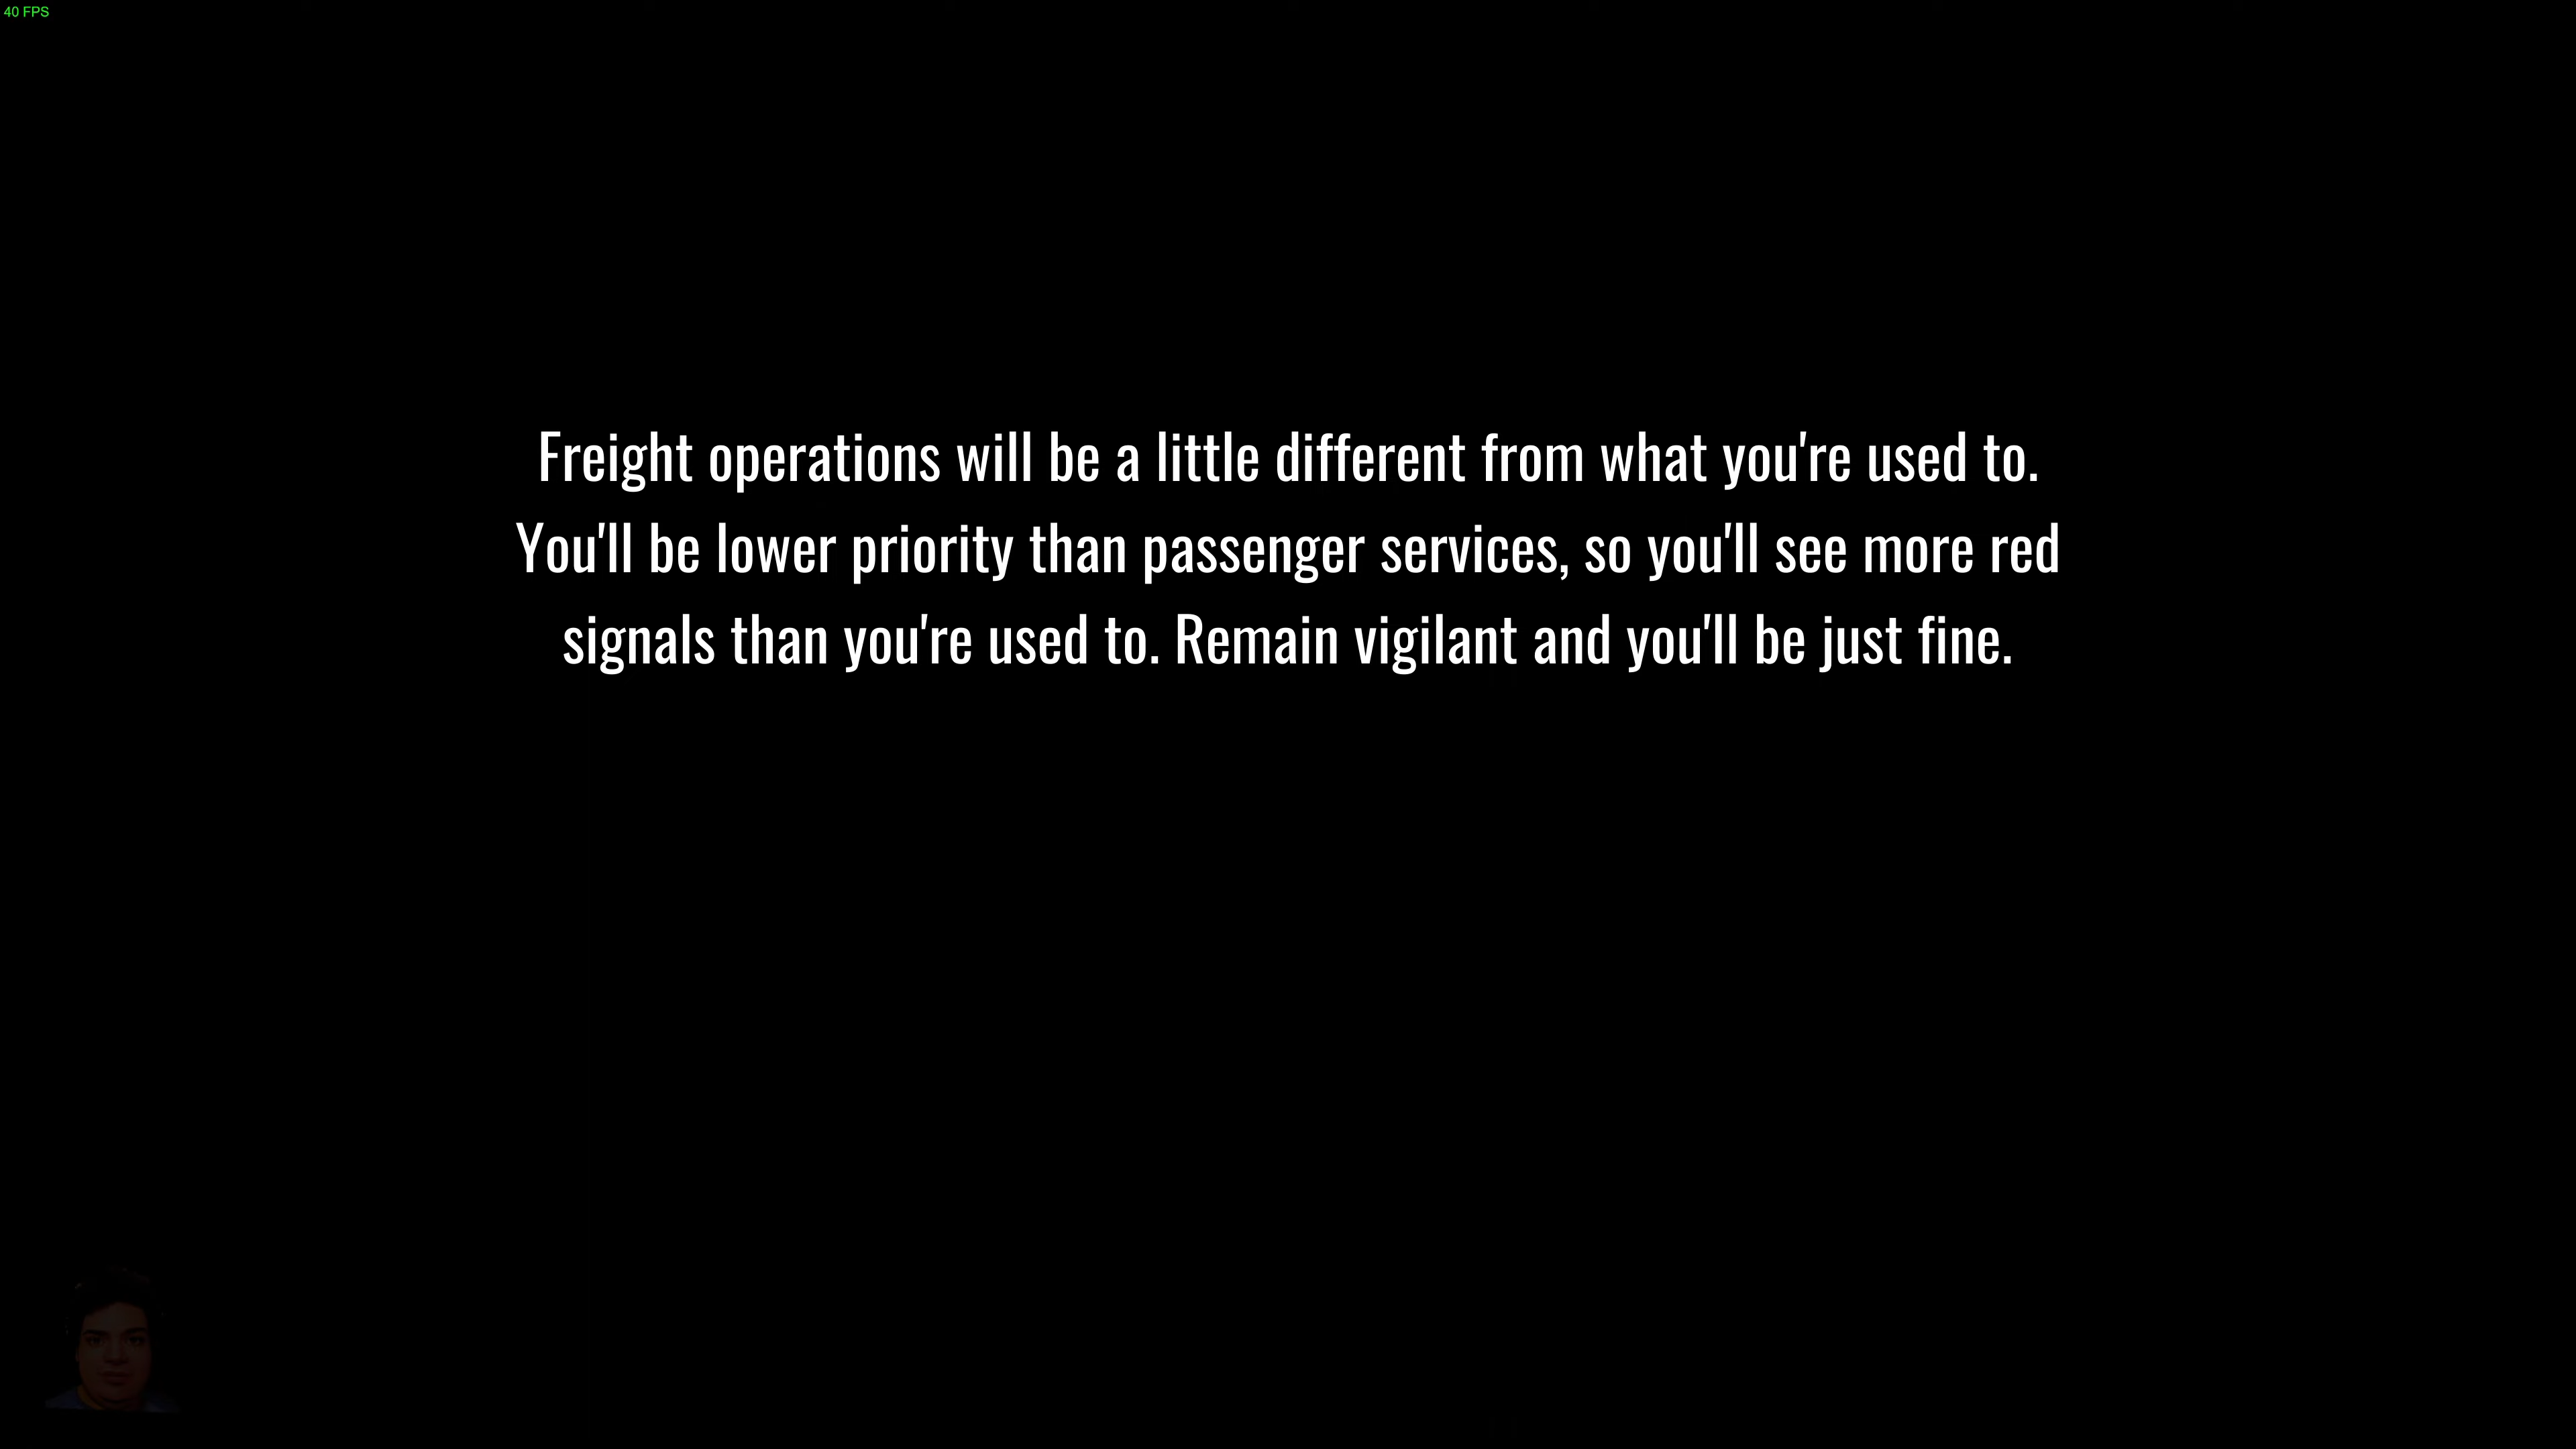 40 FPS
Freight operations will be a little different from what you're used to.
You'll be lower priority than passenger services, so you'll see more red
signals than you're used to. Remain vigilant and you'll be just fine.